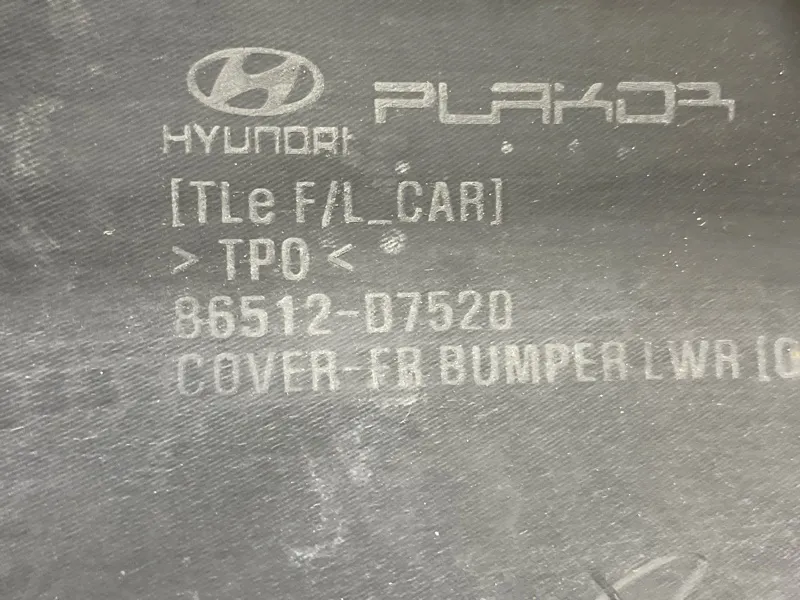 HYUNDAI PLAKOR
[TLe F/L_CAR]
> TPO <
86512-D7520
COVER-FR BUMPER LWR [